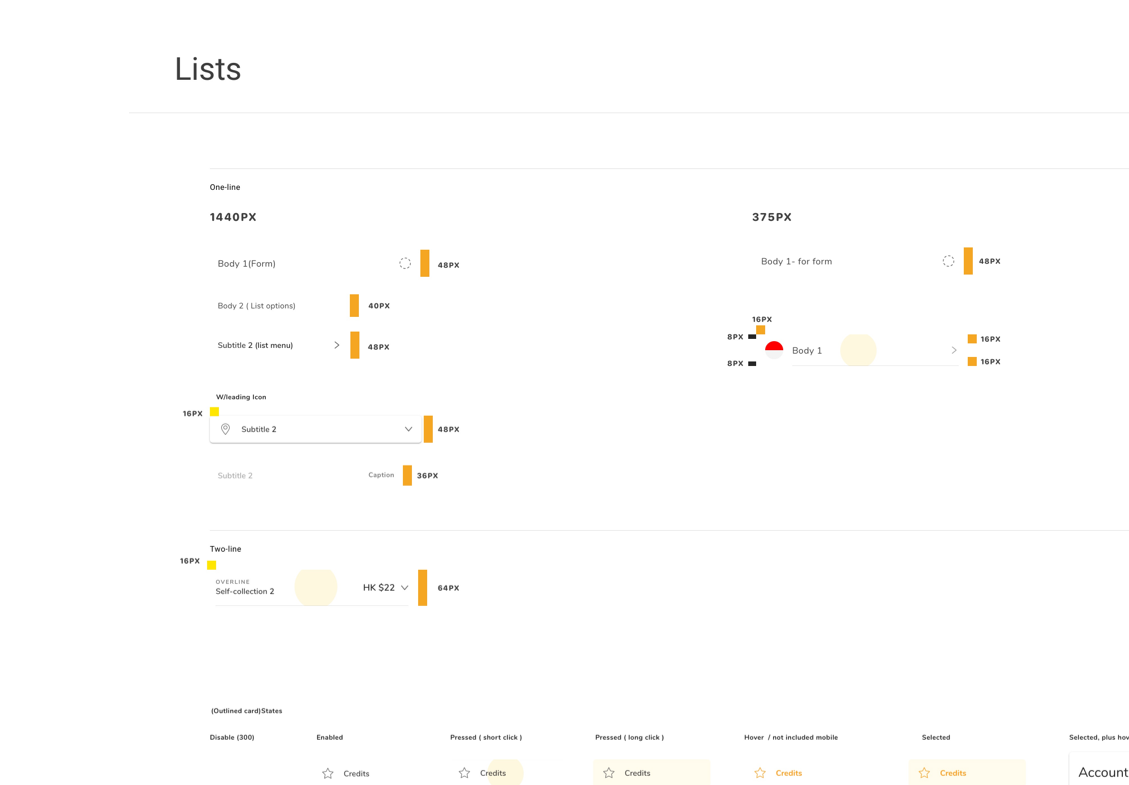 Lists
One-line
1440PX
375PX
Body 1(Form)
48PX
Body 1- for form
48PX
Body 2 ( List options)
40PX
Subtitle 2 (list menu)
48PX
16PX
8PX
16PX
Body 1
8PX
16PX
W/leading Icon
16PX
Subtitle 2
48PX
Subtitle 2
Caption
36PX
Two-line
16PX
OVERLINE
Self-collection 2
HK $22
64PX
(Outlined card)States
Disable (300)
Enabled
Pressed ( short click )
Pressed ( long click )
Hover / not included mobile
Selected
Selected, plus hov
Credits
Credits
Credits
Credits
Credits
Account